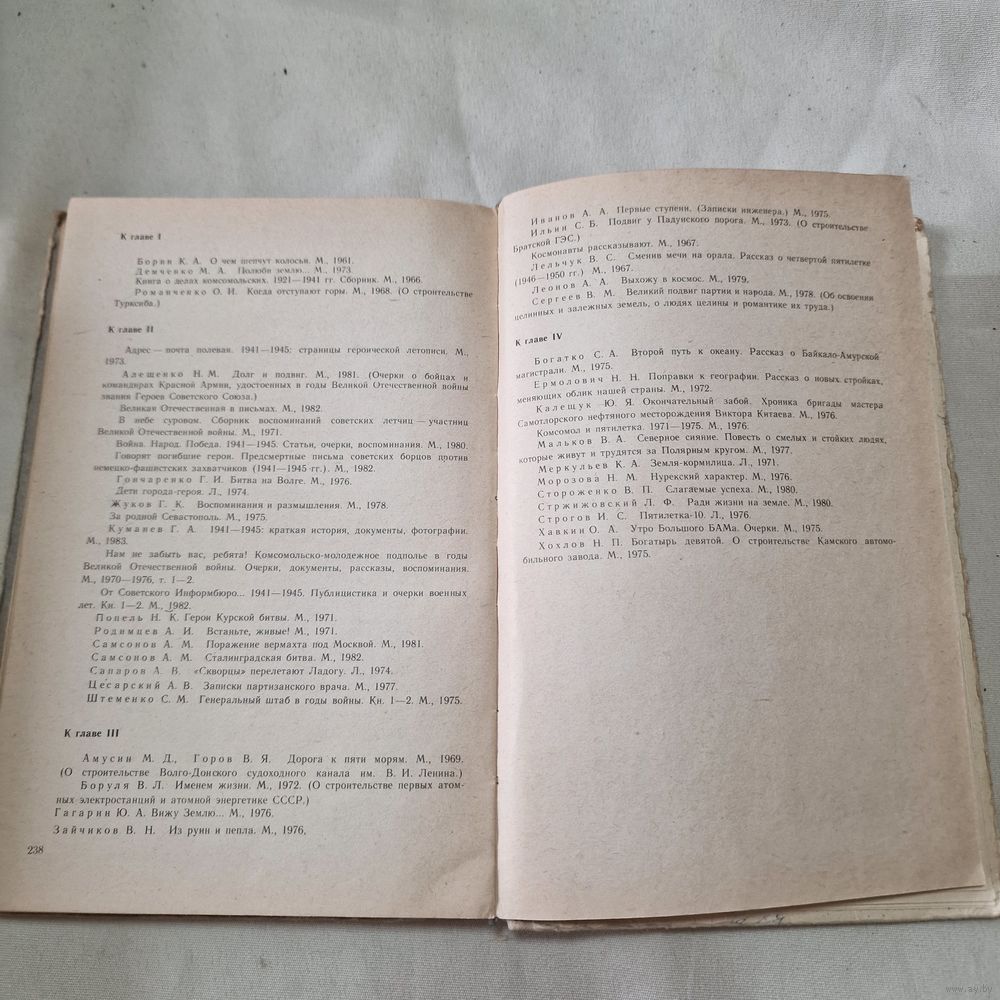 К главе I
Борин К. А. О чем шепчут колосья. М., 1961.
Демченко М. А. Полюби землю... М., 1973.
Книга о делах комсомольских. 1921—1941 гг. Сборник. М., 1966.
Романченко О. И. Когда отступают горы. М., 1968. (О строительстве
Турксиба.)
К главе II
Адрес — почта полевая. 1941—1945: страницы героической летописи. М.,
1973.
Алещенко Н. М. Долг и подвиг. М., 1981. (Очерки о бойцах и
командирах Красной Армии, удостоенных в годы Великой Отечественной войны
звания Героев Советского Союза.)
Великая Отечественная в письмах. М., 1982.
В небе суровом. Сборник воспоминаний советских летчиц — участниц
Великой Отечественной войны. М., 1971.
Война. Народ. Победа. 1941—1945. Статьи, очерки, воспоминания. М., 1980.
Говорят погибшие герои. Предсмертные письма советских борцов против
немецко-фашистских захватчиков (1941—1945 гг.). М., 1982.
Гончаренко Г. И. Битва на Волге. М., 1976.
Дети города-героя. Л., 1974.
Жуков Г. К. Воспоминания и размышления. М., 1978.
За родной Севастополь. М., 1975.
Куманев Г. А. 1941—1945: краткая история, документы, фотографии.
М., 1983.
Нам не забыть вас, ребята! Комсомольско-молодежное подполье в годы
Великой Отечественной войны. Очерки, документы, рассказы, воспоминания.
М., 1970—1976, т. 1—2.
От Советского Информбюро... 1941—1945. Публицистика и очерки военных
лет. Кн. 1—2. М., 1982.
Попель Н. К. Герои Курской битвы. М., 1971.
Родимцев А. И. Встаньте, живые! М., 1971.
Самсонов А. М. Поражение вермахта под Москвой. М., 1981.
Самсонов А. М. Сталинградская битва. М., 1982.
Сапаров А. В. «Скворцы» перелетают Ладогу. Л., 1974.
Цесарский А. В. Записки партизанского врача. М., 1977.
Штеменко С. М. Генеральный штаб в годы войны. Кн. 1—2. М., 1975.
К главе III
Амусин М. Д., Горов В. Я. Дорога к пяти морям. М., 1969.
(О строительстве Волго-Донского судоходного канала им. В. И. Ленина.)
Боруля В. Л. Именем жизни. М., 1972. (О строительстве первых атом-
ных электростанций и атомной энергетике СССР.)
Гагарин Ю. А. Вижу Землю... М., 1976.
Зайчиков В. Н. Из руин и пепла. М., 1976.
238
Иванов А. А. Первые ступени. (Записки инженера.) М., 1975.
Ильин С. Б. Подвиг у Падунского порога. М., 1973. (О строительстве
Братской ГЭС.)
Космонавты рассказывают. М., 1967.
Лельчук В. С. Сменив мечи на орала. Рассказ о четвертой пятилетке
(1946—1950 гг.) М., 1967.
Леонов А. А. Выхожу в космос. М., 1979.
Сергеев В. М. Великий подвиг партии и народа. М., 1978. (Об освоении
целинных и залежных земель, о людях целины и романтике их труда.)
К главе IV
Богатко С. А. Второй путь к океану. Рассказ о Байкало-Амурской
магистрали. М., 1975.
Ермолович Н. Н. Поправки к географии. Рассказ о новых стройках,
меняющих облик нашей страны. М., 1972.
Калещук Ю. Я. Окончательный забой. Хроника бригады мастера
Самотлорского нефтяного месторождения Виктора Китаева. М., 1976.
Комсомол и пятилетка. 1971—1975. М., 1976.
Мальков В. А. Северное сияние. Повесть о смелых и стойких людях,
которые живут и трудятся за Полярным кругом. М., 1977.
Меркульев К. А. Земля-кормилица. Л., 1971.
Морозова Н. М. Нурекский характер. М., 1976.
Стороженко В. П. Слагаемые успеха. М., 1980.
Стржижовский Л. Ф. Ради жизни на земле. М., 1980.
Строгов И. С. Пятилетка-10. Л., 1976.
Хавкин О. А. Утро Большого БАМа. Очерки. М., 1975.
Хохлов Н. П. Богатырь девятой. О строительстве Камского автомо-
бильного завода. М., 1975.
www.ay.by